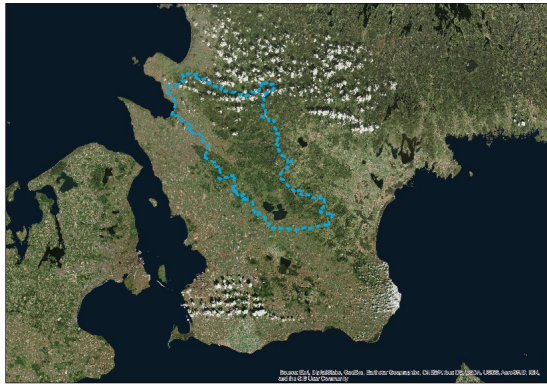 Source: Esri, DigitalGlobe, GeoEye, Earthstar Geographics, CNES/Airbus DS, USDA, USGS, AeroGRID, IGN,
and the GIS User Community